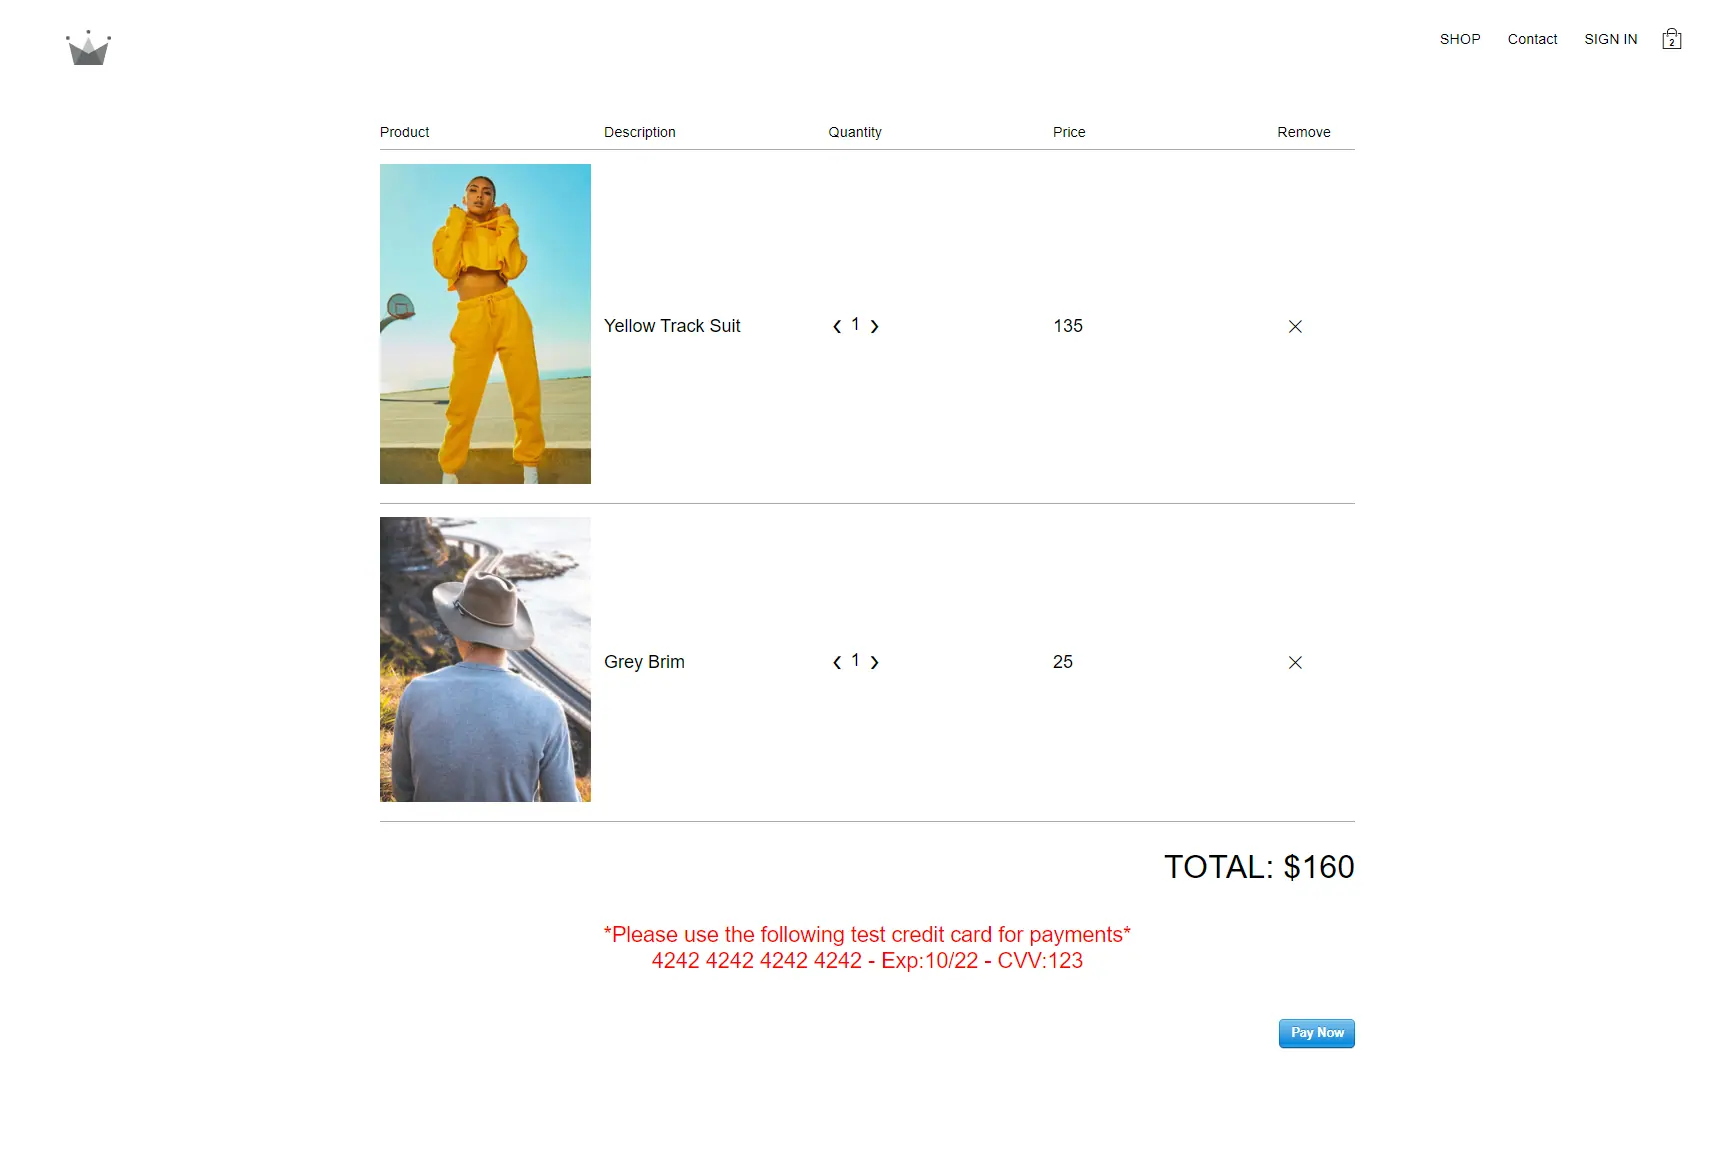 SHOP Contact SIGN IN 2
Product Description Quantity Price Remove
Yellow Track Suit ❮ 1 ❯ 135 ✕
Grey Brim ❮ 1 ❯ 25 ✕
TOTAL: $160
*Please use the following test credit card for payments*
4242 4242 4242 4242 - Exp:10/22 - CVV:123
Pay Now